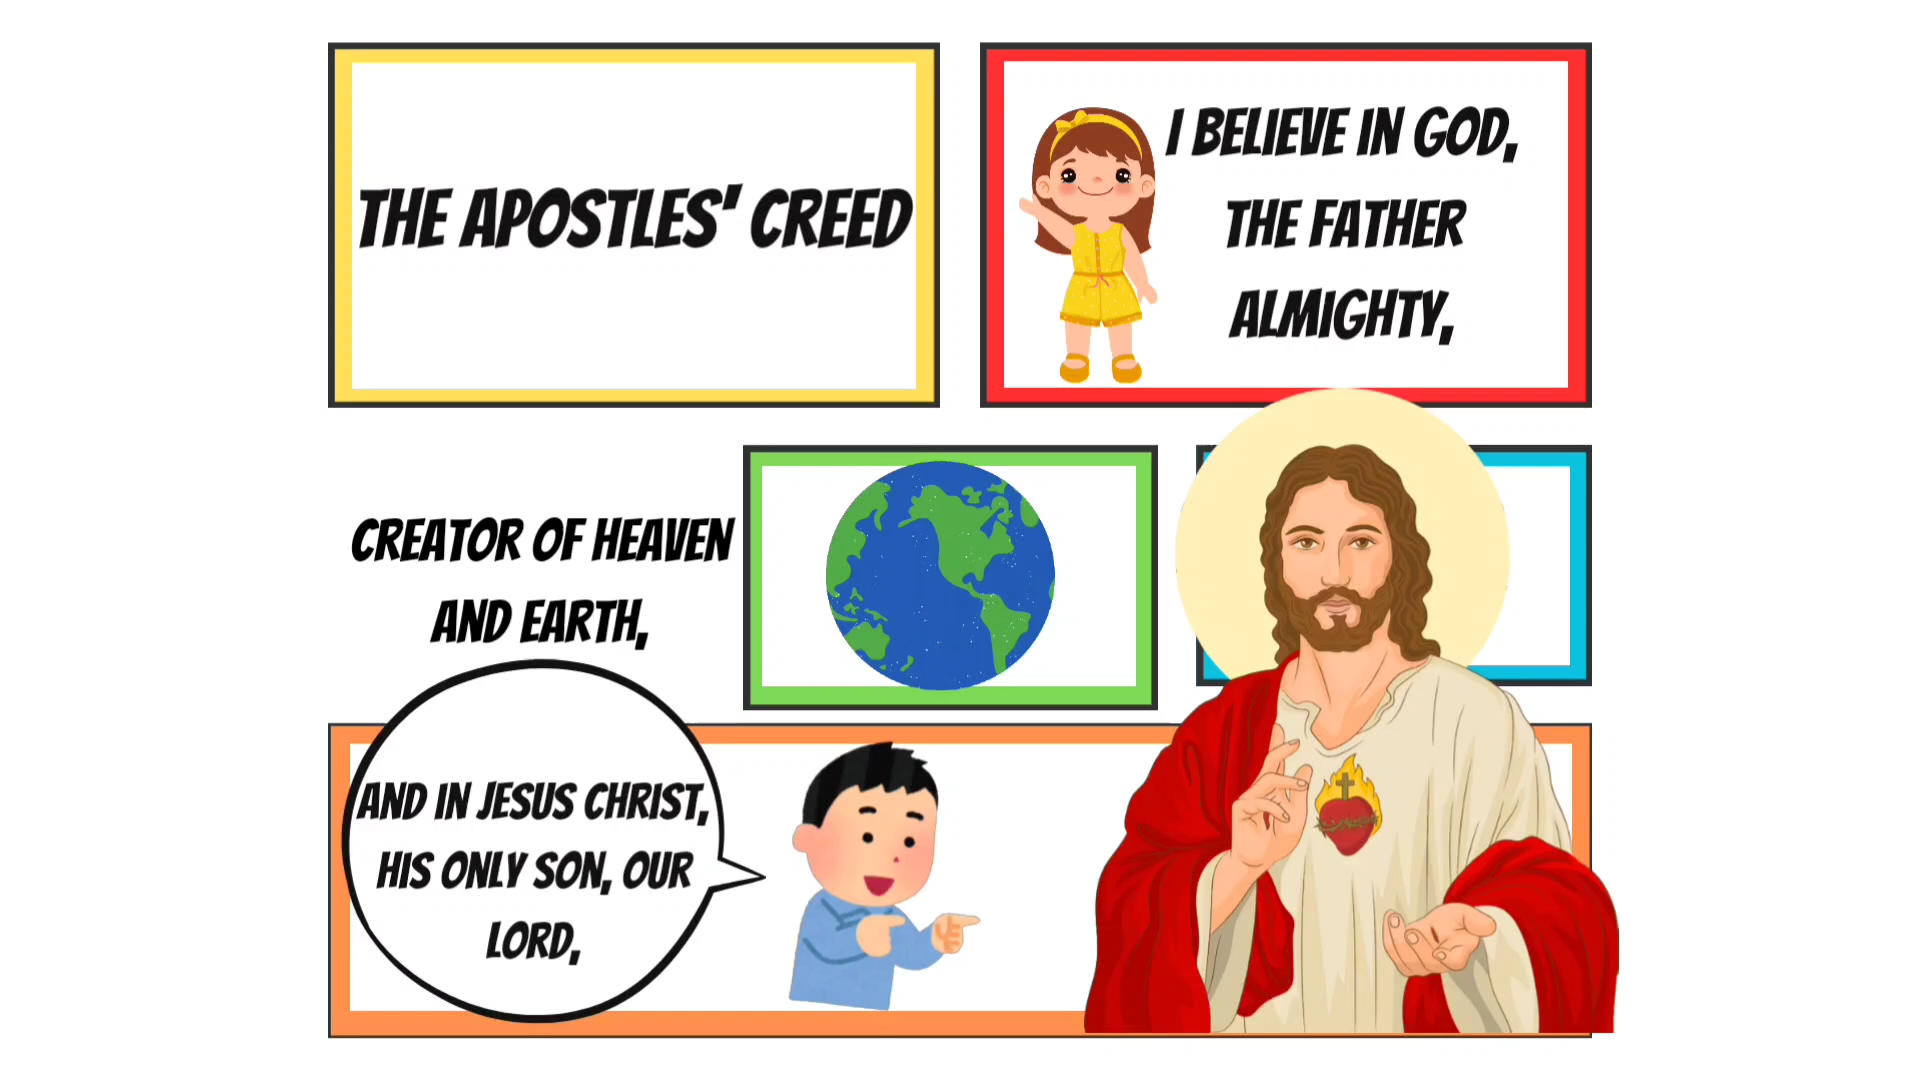 THE APOSTLES' CREED
I BELIEVE IN GOD,
THE FATHER
ALMIGHTY,
CREATOR OF HEAVEN
AND EARTH,
AND IN JESUS CHRIST,
HIS ONLY SON, OUR
LORD,